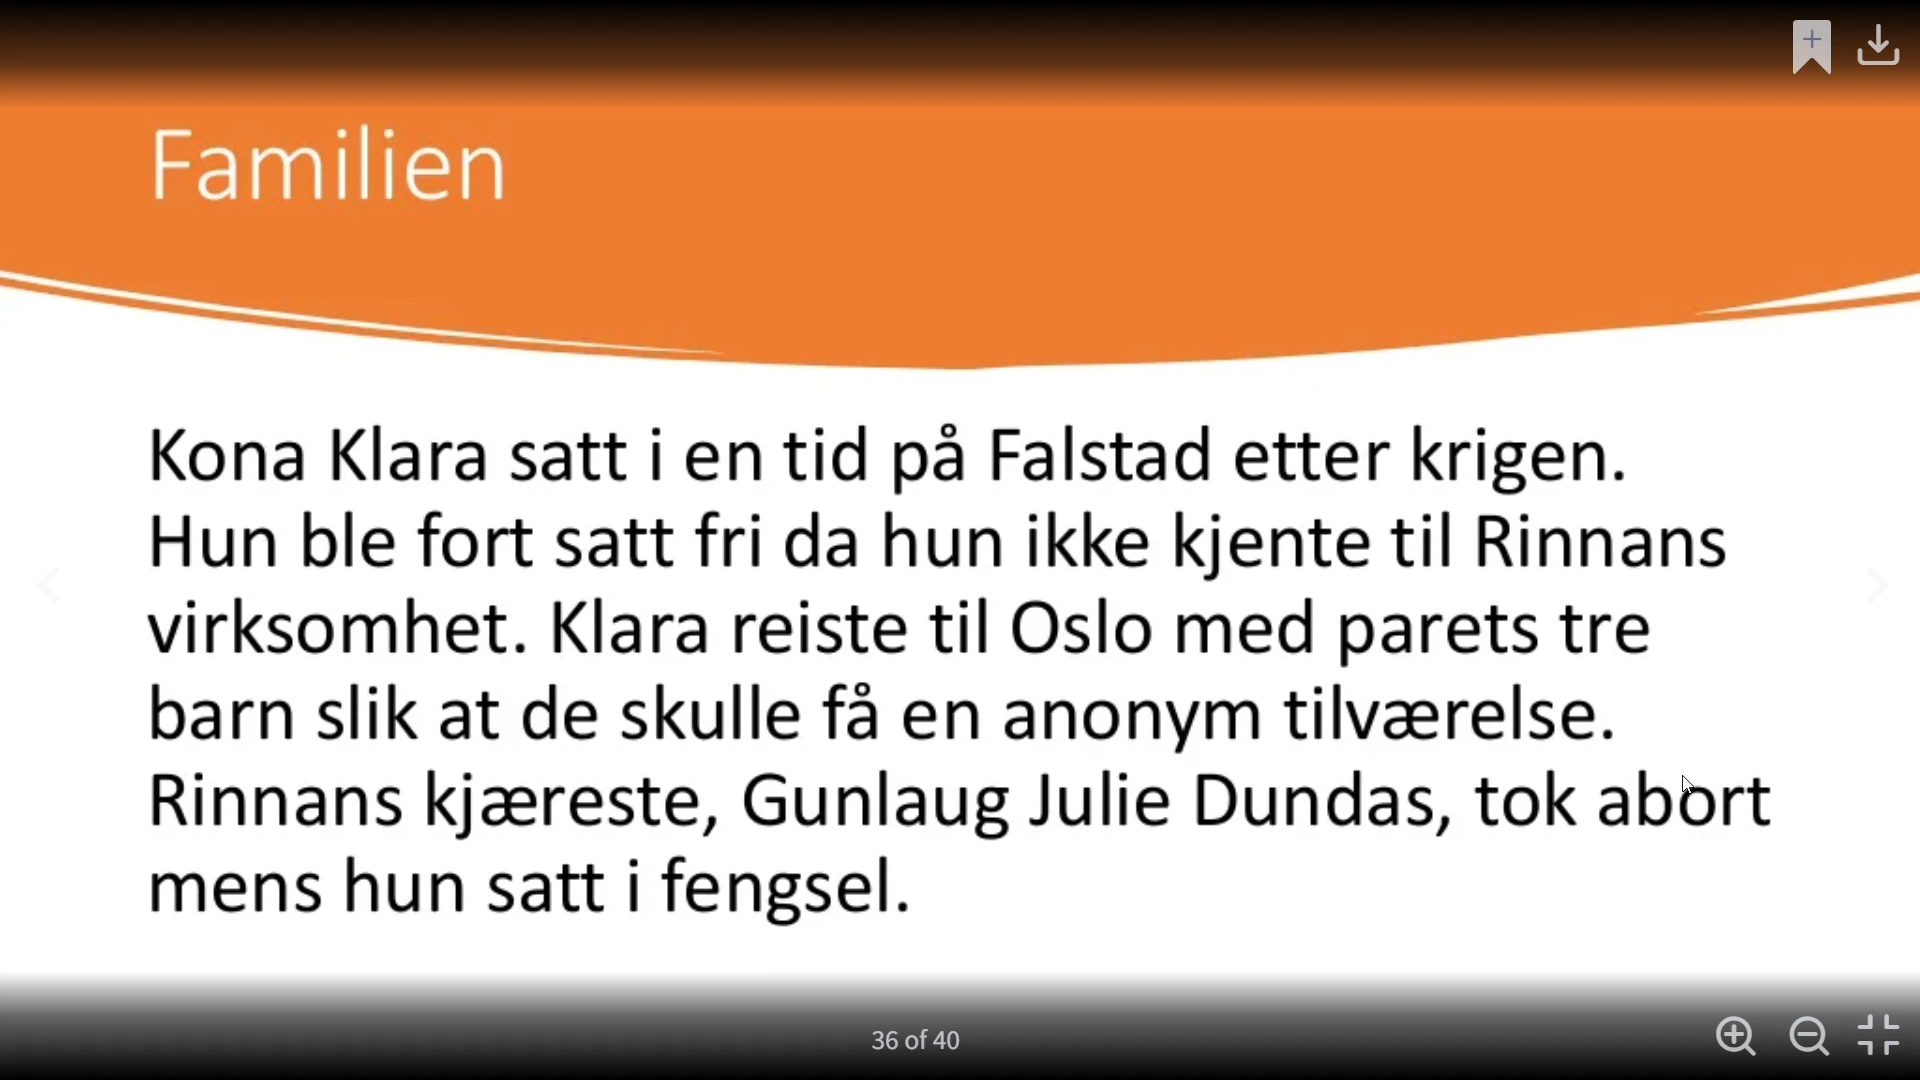 Familien
Kona Klara satt i en tid på Falstad etter krigen.
Hun ble fort satt fri da hun ikke kjente til Rinnans
virksomhet. Klara reiste til Oslo med parets tre
barn slik at de skulle få en anonym tilværelse.
Rinnans kjæreste, Gunlaug Julie Dundas, tok abort
mens hun satt i fengsel.
36 of 40